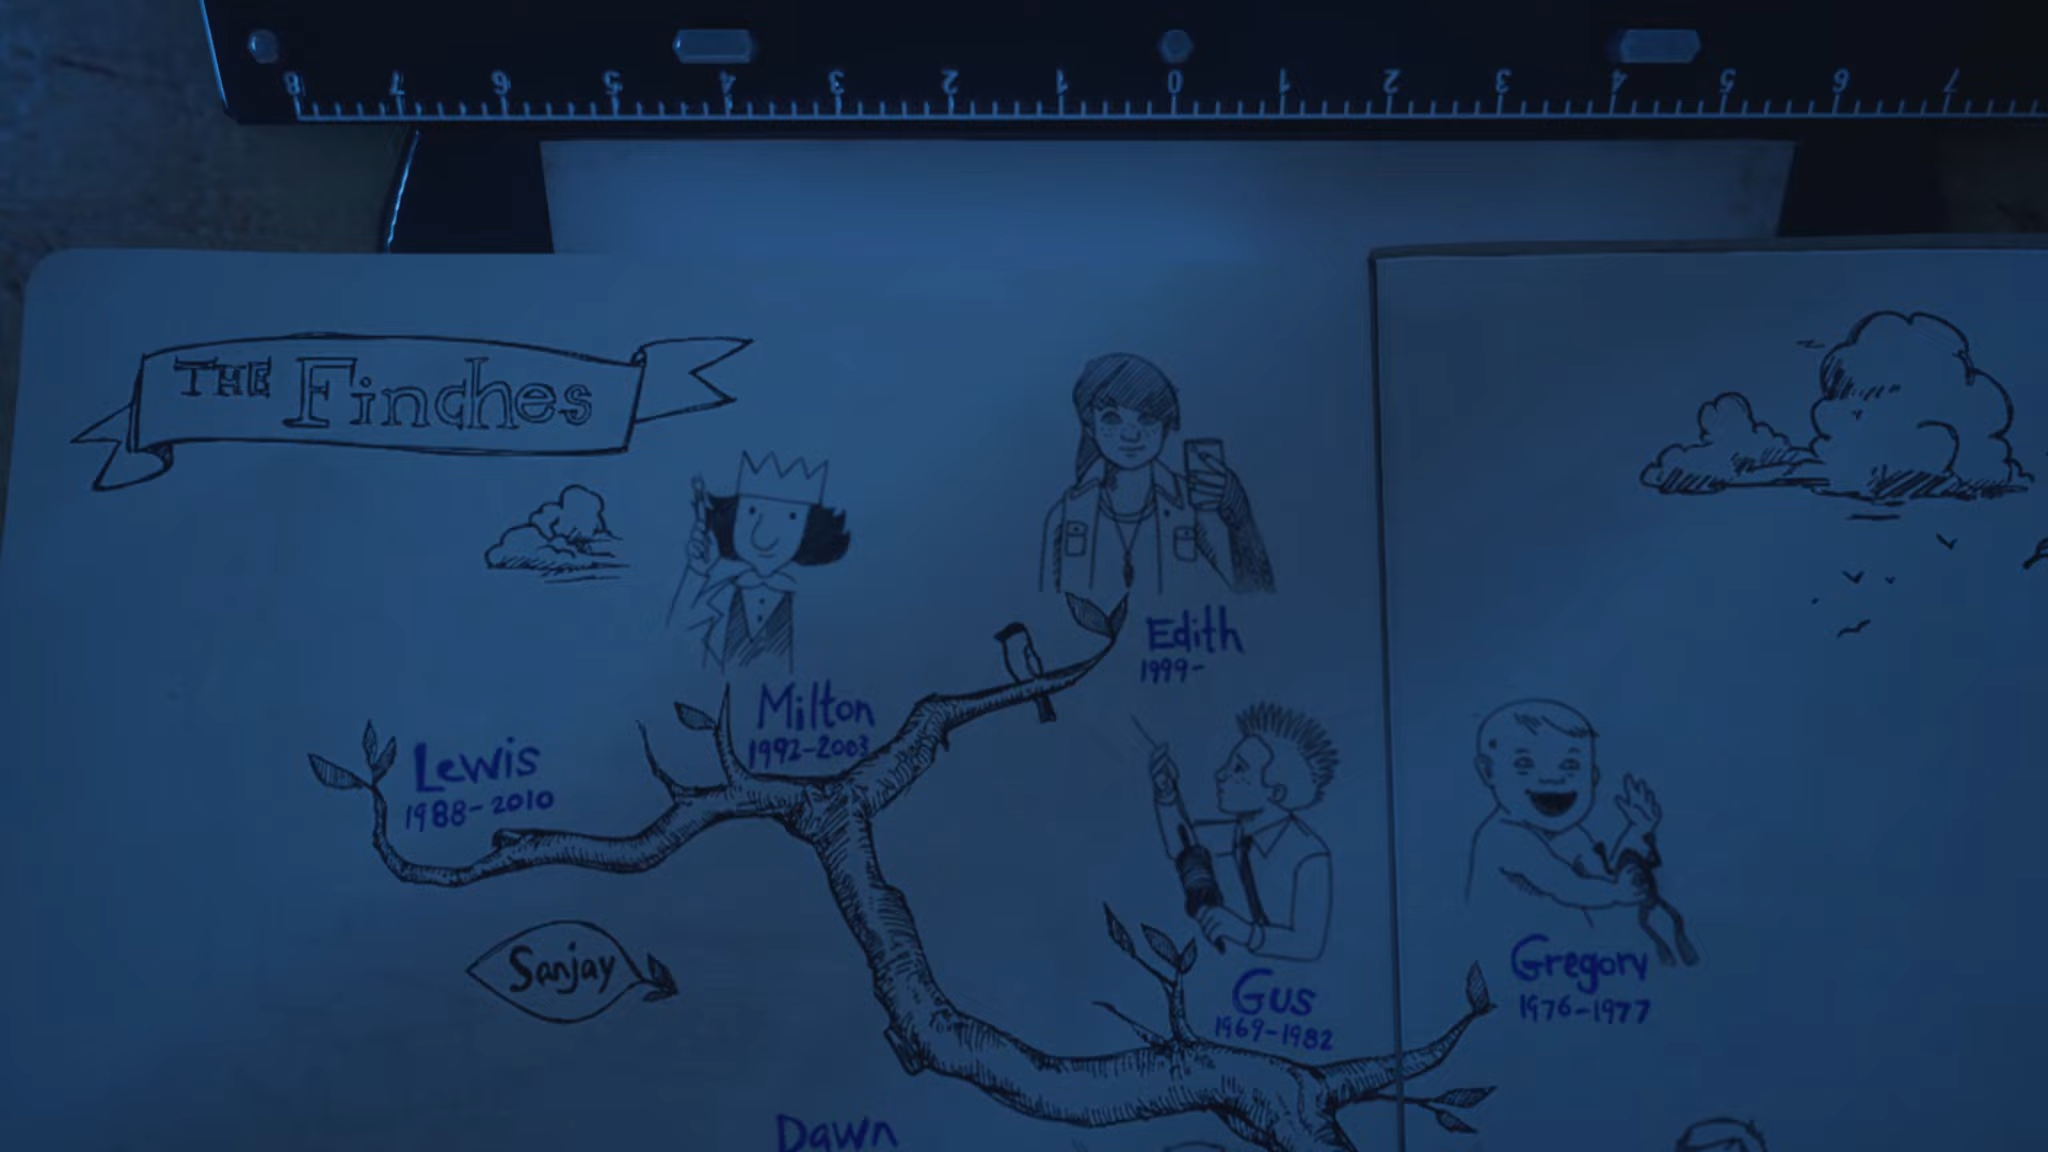 8 7 6 5 4 3 2 1 0 1 2 3 4 5 6 7
THE Finches
Edith
1999-
Milton
1992-2003
Lewis
1988-2010
Sanjay
Gus
1969-1982
Gregory
1976-1977
Dawn